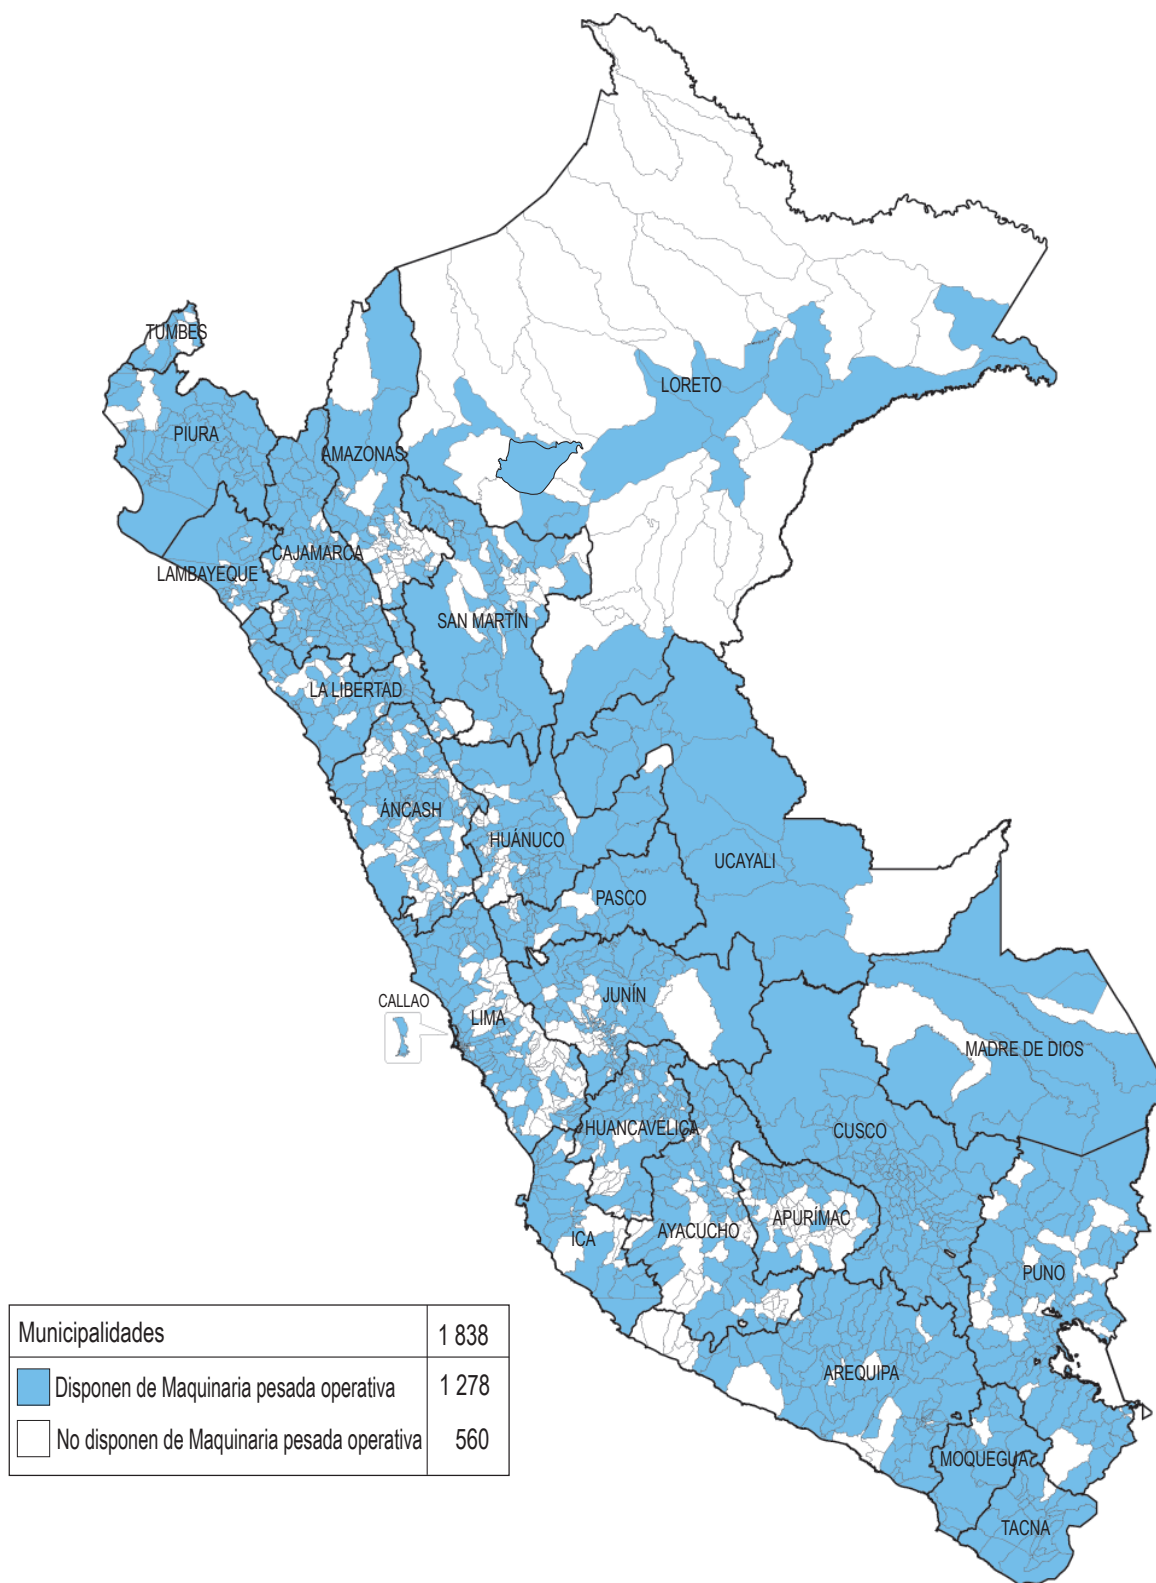 TUMBES
LORETO
PIURA
AMAZONAS
CAJAMARCA
LAMBAYEQUE
SAN MARTÍN
LA LIBERTAD
ÁNCASH
HUÁNUCO
UCAYALI
PASCO
JUNÍN
CALLAO
LIMA
MADRE DE DIOS
HUANCAVELICA
CUSCO
APURÍMAC
AYACUCHO
ICA
PUNO
AREQUIPA
MOQUEGUA
TACNA
Municipalidades 1 838
Disponen de Maquinaria pesada operativa 1 278
No disponen de Maquinaria pesada operativa 560